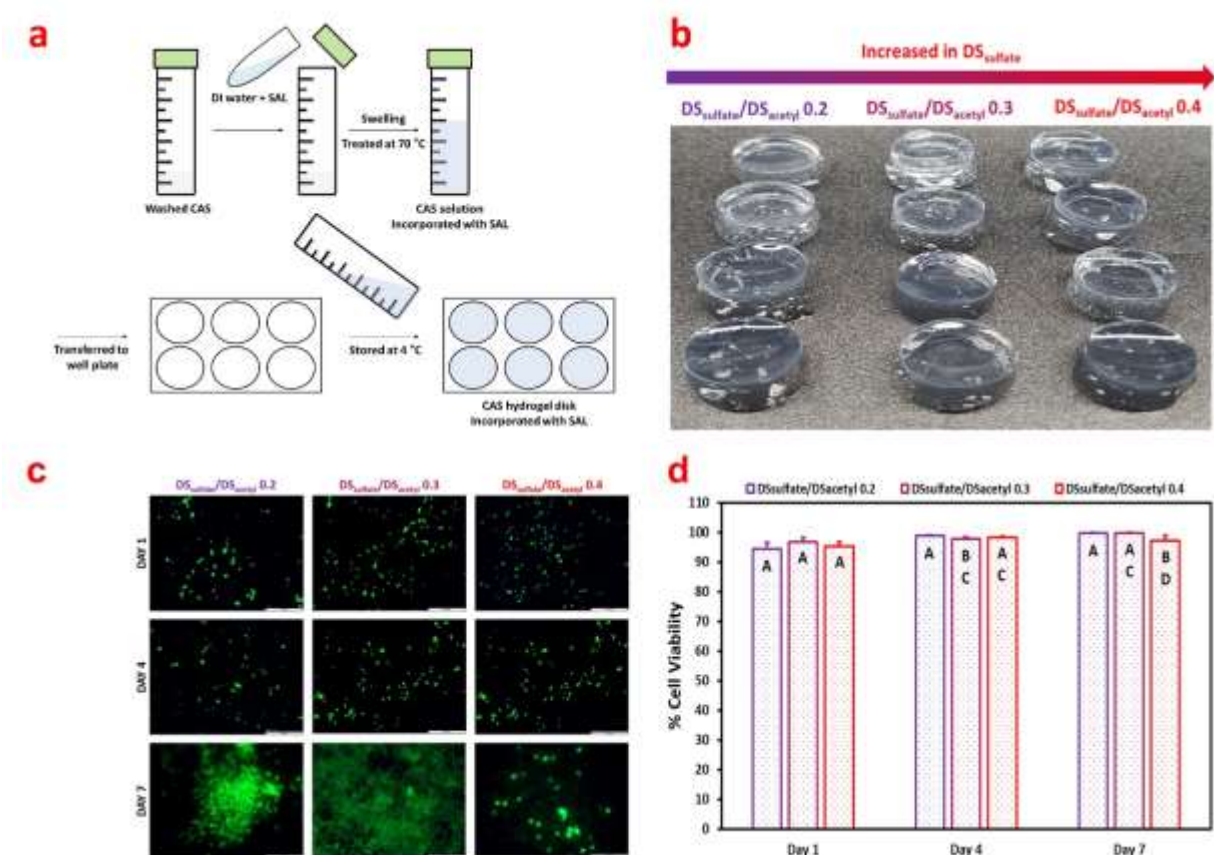 a
DI water + SAL
Swelling
Treated at 70 °C
Washed CAS
CAS solution
Incorporated with SAL
Transferred to
well plate
Stored at 4 °C
CAS hydrogel disk
Incorporated with SAL
b
Increased in DSsulfate
DSsulfate/DSacetyl 0.2
DSsulfate/DSacetyl 0.3
DSsulfate/DSacetyl 0.4
c
DSsulfate/DSacetyl 0.2
DSsulfate/DSacetyl 0.3
DSsulfate/DSacetyl 0.4
DAY 1
DAY 4
DAY 7
d
DSsulfate/DSacetyl 0.2
DSsulfate/DSacetyl 0.3
DSsulfate/DSacetyl 0.4
% Cell Viability
110
100
90
80
70
60
50
40
30
20
10
0
A
A
A
A
B
C
A
C
A
A
C
B
D
Day 1
Day 4
Day 7